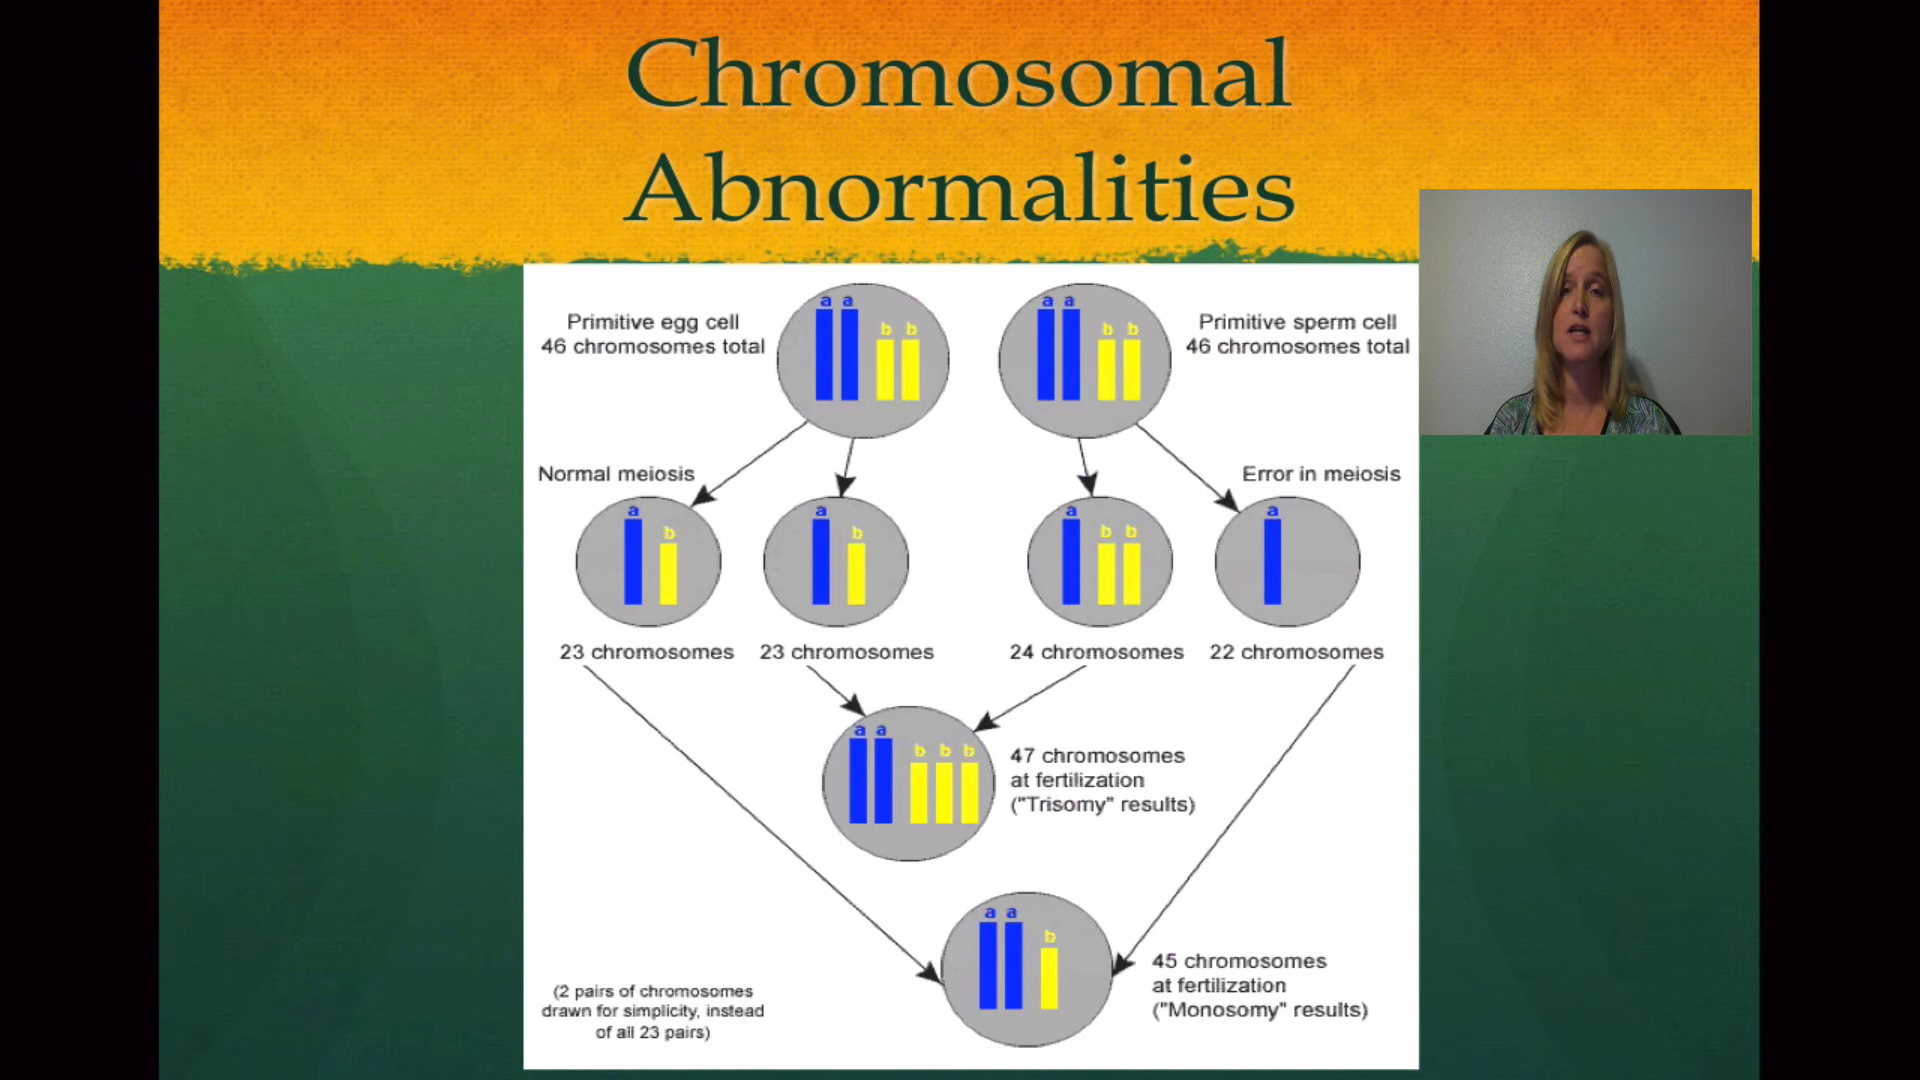 Chromosomal
Abnormalities
Primitive egg cell
46 chromosomes total
a a
b b
a a
b b
Primitive sperm cell
46 chromosomes total
Normal meiosis
Error in meiosis
a
b
a
b
a
b b
a
23 chromosomes
23 chromosomes
24 chromosomes
22 chromosomes
a a
b b b
47 chromosomes
at fertilization
("Trisomy" results)
a a
b
45 chromosomes
at fertilization
("Monosomy" results)
(2 pairs of chromosomes
drawn for simplicity, instead
of all 23 pairs)